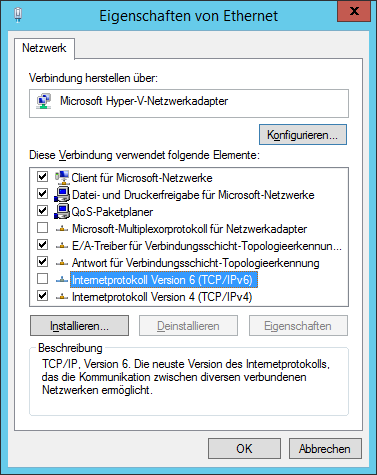 Eigenschaften von Ethernet
Netzwerk
Verbindung herstellen über:
Microsoft Hyper-V-Netzwerkadapter
Konfigurieren...
Diese Verbindung verwendet folgende Elemente:
Client für Microsoft-Netzwerke
Datei- und Druckerfreigabe für Microsoft-Netzwerke
QoS-Paketplaner
Microsoft-Multiplexorprotokoll für Netzwerkadapter
E/A-Treiber für Verbindungsschicht-Topologieerkennun...
Antwort für Verbindungsschicht-Topologieerkennung
Internetprotokoll Version 6 (TCP/IPv6)
Internetprotokoll Version 4 (TCP/IPv4)
Installieren... Deinstallieren Eigenschaften
Beschreibung
TCP/IP, Version 6. Die neuste Version des Internetprotokolls,
das die Kommunikation zwischen diversen verbundenen
Netzwerken ermöglicht.
OK Abbrechen